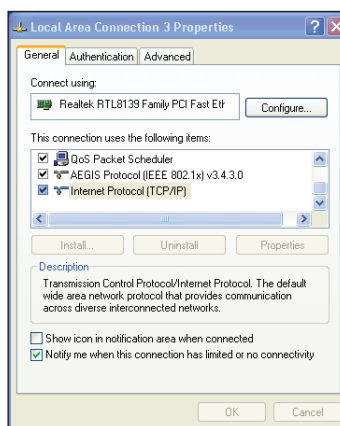 Local Area Connection 3 Properties
General Authentication Advanced
Connect using:
Realtek RTL8139 Family PCI Fast Eth
Configure...
This connection uses the following items:
QoS Packet Scheduler
AEGIS Protocol (IEEE 802.1x) v3.4.3.0
Internet Protocol (TCP/IP)
Install... Uninstall Properties
Description
Transmission Control Protocol/Internet Protocol. The default
wide area network protocol that provides communication
across diverse interconnected networks.
Show icon in notification area when connected
Notify me when this connection has limited or no connectivity
OK Cancel